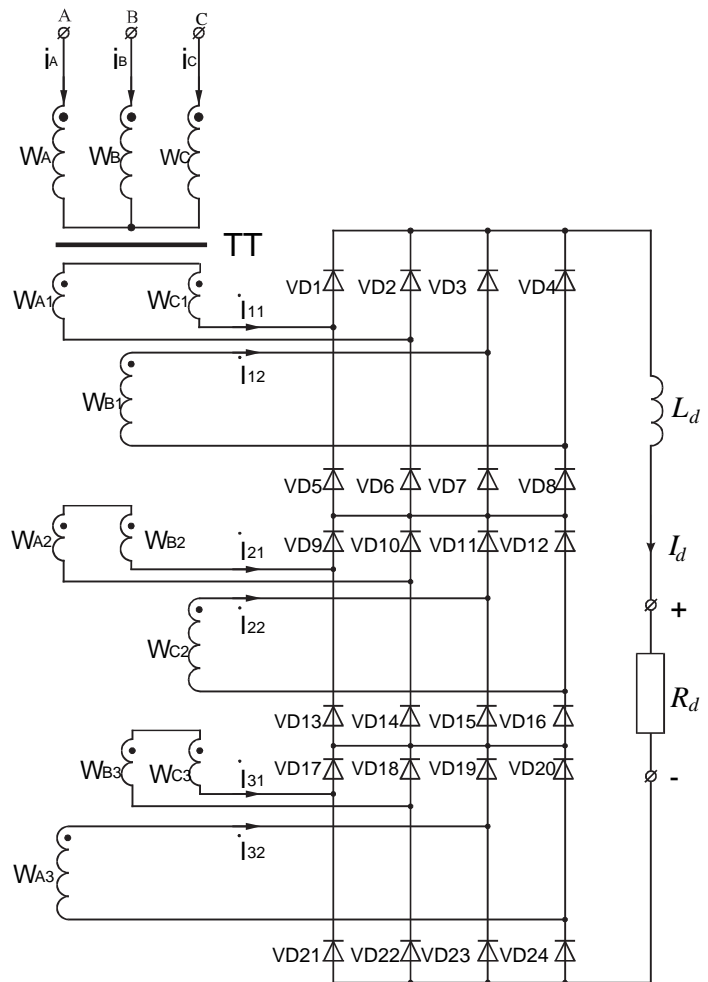 A B C
iA iB iC
WA WB WC
TT
WA1 WC1 i11
VD1 VD2 VD3 VD4
i12
WB1
Ld
VD5 VD6 VD7 VD8
WA2 WB2 i21
VD9 VD10 VD11 VD12
Id
i22
+
WC2
Rd
VD13 VD14 VD15 VD16
WB3 WC3 i31
VD17 VD18 VD19 VD20
-
i32
WA3
VD21 VD22 VD23 VD24